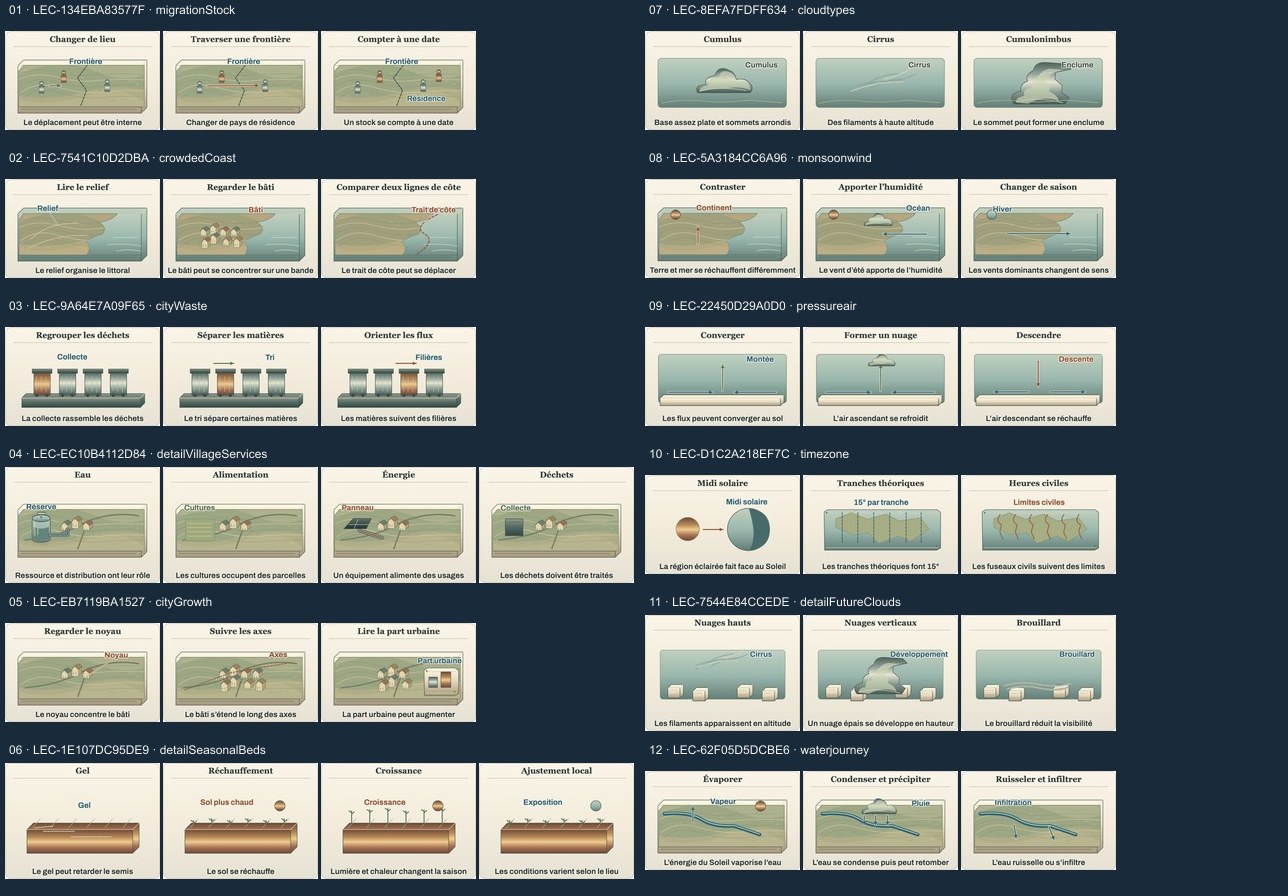 01 · LEC-134EBA83577F · migrationStock
Changer de lieu
Frontière
Le déplacement peut être interne
Traverser une frontière
Frontière
Changer de pays de résidence
Compter à une date
Frontière
Résidence
Un stock se compte à une date
02 · LEC-7541C10D2DBA · crowdedCoast
Lire le relief
Relief
Le relief organise le littoral
Regarder le bâti
Bâti
Le bâti peut se concentrer sur une bande
Comparer deux lignes de côte
Trait de côte
Le trait de côte peut se déplacer
03 · LEC-9A64E7A09F65 · cityWaste
Regrouper les déchets
Collecte
La collecte rassemble les déchets
Séparer les matières
Tri
Le tri sépare certaines matières
Orienter les flux
Filières
Les matières suivent des filières
04 · LEC-EC10B4112D84 · detailVillageServices
Eau
Réserve
Ressource et distribution ont leur rôle
Alimentation
Cultures
Les cultures occupent des parcelles
Énergie
Panneau
Un équipement alimente des usages
Déchets
Collecte
Les déchets doivent être traités
05 · LEC-EB7119BA1527 · cityGrowth
Regarder le noyau
Noyau
Le noyau concentre le bâti
Suivre les axes
Axes
Le bâti s'étend le long des axes
Lire la part urbaine
Part urbaine
La part urbaine peut augmenter
06 · LEC-1E107DC95DE9 · detailSeasonalBeds
Gel
Gel
Le gel peut retarder le semis
Réchauffement
Sol plus chaud
Le sol se réchauffe
Croissance
Croissance
Lumière et chaleur changent la saison
Ajustement local
Exposition
Les conditions varient selon le lieu
07 · LEC-8EFA7FDFF634 · cloudtypes
Cumulus
Cumulus
Base assez plate et sommets arrondis
Cirrus
Cirrus
Des filaments à haute altitude
Cumulonimbus
Enclume
Le sommet peut former une enclume
08 · LEC-5A3184CC6A96 · monsoonwind
Contraster
Continent
Terre et mer se réchauffent différemment
Apporter l'humidité
Océan
Le vent d'été apporte de l'humidité
Changer de saison
Hiver
Les vents dominants changent de sens
09 · LEC-22450D29A0D0 · pressureair
Converger
Montée
Les flux peuvent converger au sol
Former un nuage
L'air ascendant se refroidit
Descendre
Descente
L'air descendant se réchauffe
10 · LEC-D1C2A218EF7C · timezone
Midi solaire
Midi solaire
La région éclairée fait face au Soleil
Tranches théoriques
15° par tranche
Les tranches théoriques font 15°
Heures civiles
Limites civiles
Les fuseaux civils suivent des limites
11 · LEC-7544E84CCEDE · detailFutureClouds
Nuages hauts
Cirrus
Les filaments apparaissent en altitude
Nuages verticaux
Développement
Un nuage épais se développe en hauteur
Brouillard
Brouillard
Le brouillard réduit la visibilité
12 · LEC-62F05D5DCBE6 · waterjourney
Évaporer
Vapeur
L'énergie du Soleil vaporise l'eau
Condenser et précipiter
Pluie
L'eau se condense puis peut retomber
Ruisseler et infiltrer
Infiltration
L'eau ruisselle ou s'infiltre